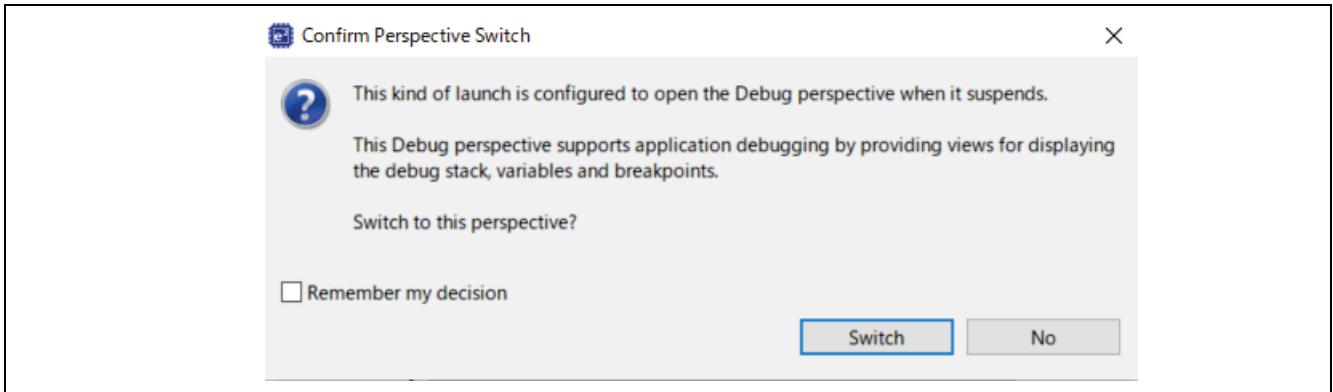 Confirm Perspective Switch
This kind of launch is configured to open the Debug perspective when it suspends.
This Debug perspective supports application debugging by providing views for displaying
the debug stack, variables and breakpoints.
Switch to this perspective?
Remember my decision
Switch No